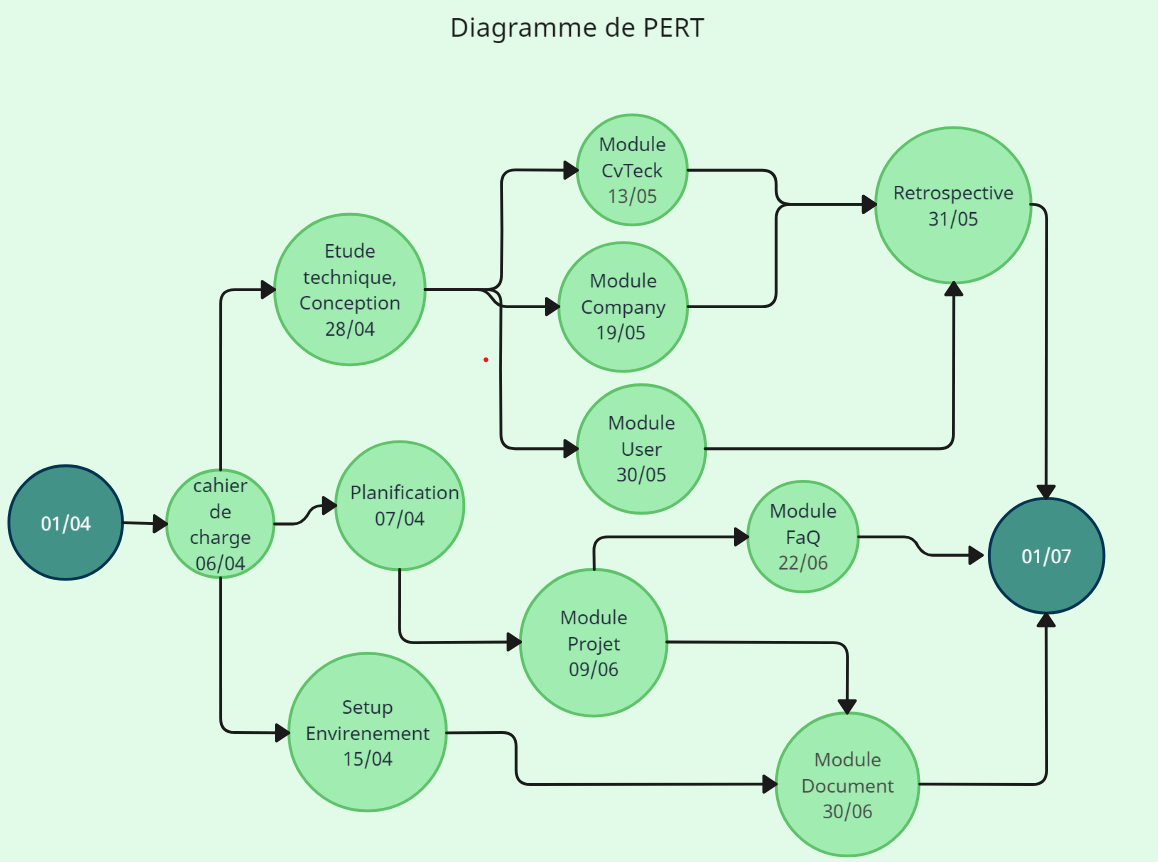 Diagramme de PERT
Module
CvTeck
13/05
Retrospective
31/05
Etude
technique,
Conception
28/04
Module
Company
19/05
Module
User
30/05
01/04
cahier
de
charge
06/04
Planification
07/04
Module
FaQ
22/06
01/07
Module
Projet
09/06
Setup
Envirenement
15/04
Module
Document
30/06